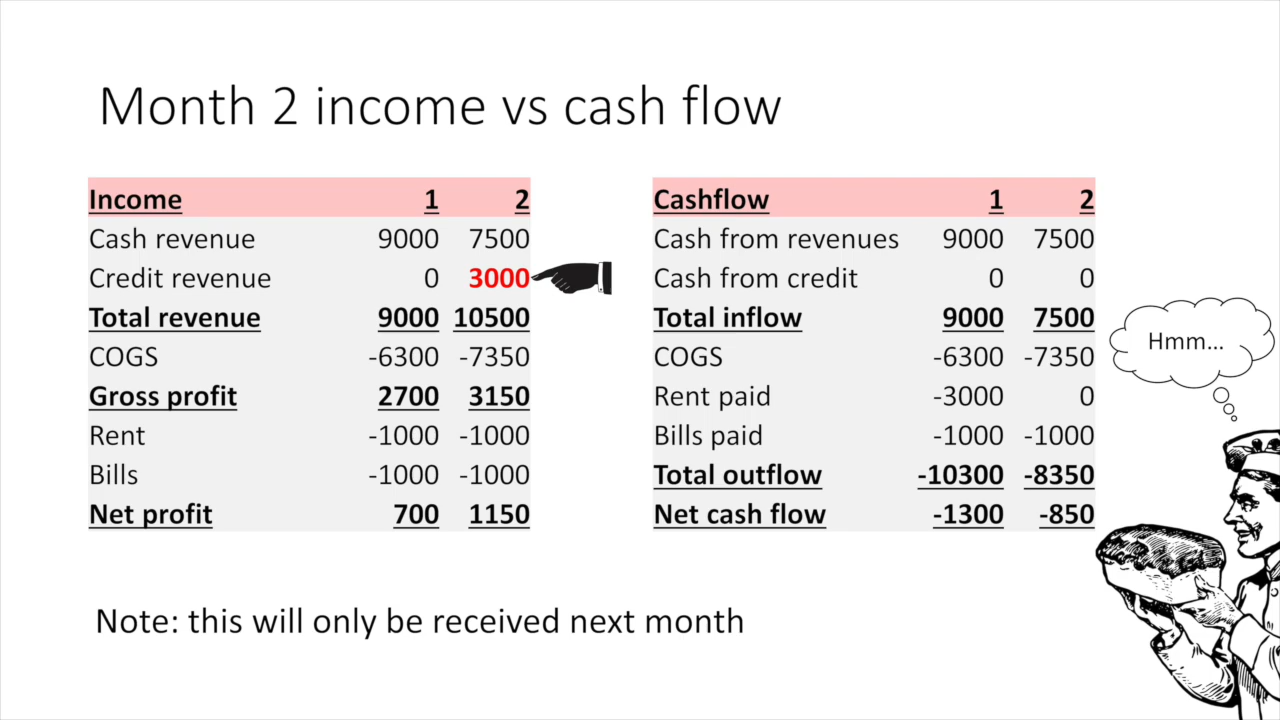 Month 2 income vs cash flow
Income 1 2
Cash revenue 9000 7500
Credit revenue 0 3000
Total revenue 9000 10500
COGS -6300 -7350
Gross profit 2700 3150
Rent -1000 -1000
Bills -1000 -1000
Net profit 700 1150
Cashflow 1 2
Cash from revenues 9000 7500
Cash from credit 0 0
Total inflow 9000 7500
COGS -6300 -7350
Rent paid -3000 0
Bills paid -1000 -1000
Total outflow -10300 -8350
Net cash flow -1300 -850
Hmm...
Note: this will only be received next month